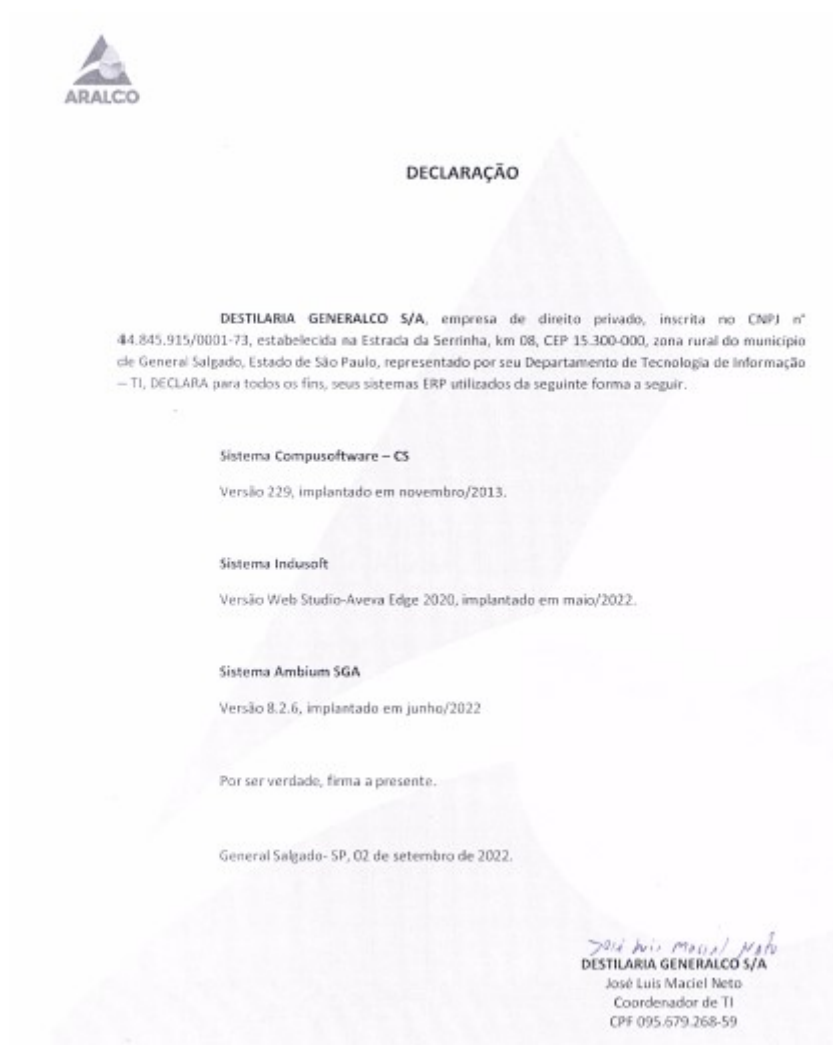 ARALCO
DECLARAÇÃO
DESTILARIA GENERALCO S/A, empresa de direito privado, inscrita no CNPJ n°
44.845.915/0001-73, estabelecida na Estrada da Serrinha, km 08, CEP 15.300-000, zona rural do município
de General Salgado, Estado de São Paulo, representado por seu Departamento de Tecnologia de Informação
– TI, DECLARA para todos os fins, seus sistemas ERP utilizados da seguinte forma a seguir.
Sistema Compusoftware – CS
Versão 229, implantado em novembro/2013.
Sistema Indusoft
Versão Web Studio-Aveva Edge 2020, implantado em maio/2022.
Sistema Ambium SGA
Versão 8.2.6, implantado em junho/2022
Por ser verdade, firma a presente.
General Salgado- SP, 02 de setembro de 2022.
José Luis Maciel Neto
DESTILARIA GENERALCO S/A
José Luis Maciel Neto
Coordenador de TI
CPF 095.679.268-59